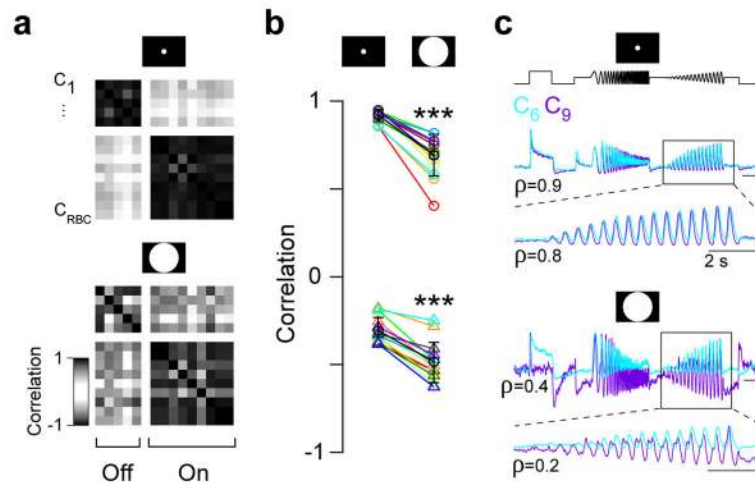 a
b
c
C1
⋮
CRBC
1
-1
Correlation
Off
On
1
0
-1
Correlation
***
***
C6 C9
ρ=0.9
ρ=0.8
2 s
ρ=0.4
ρ=0.2